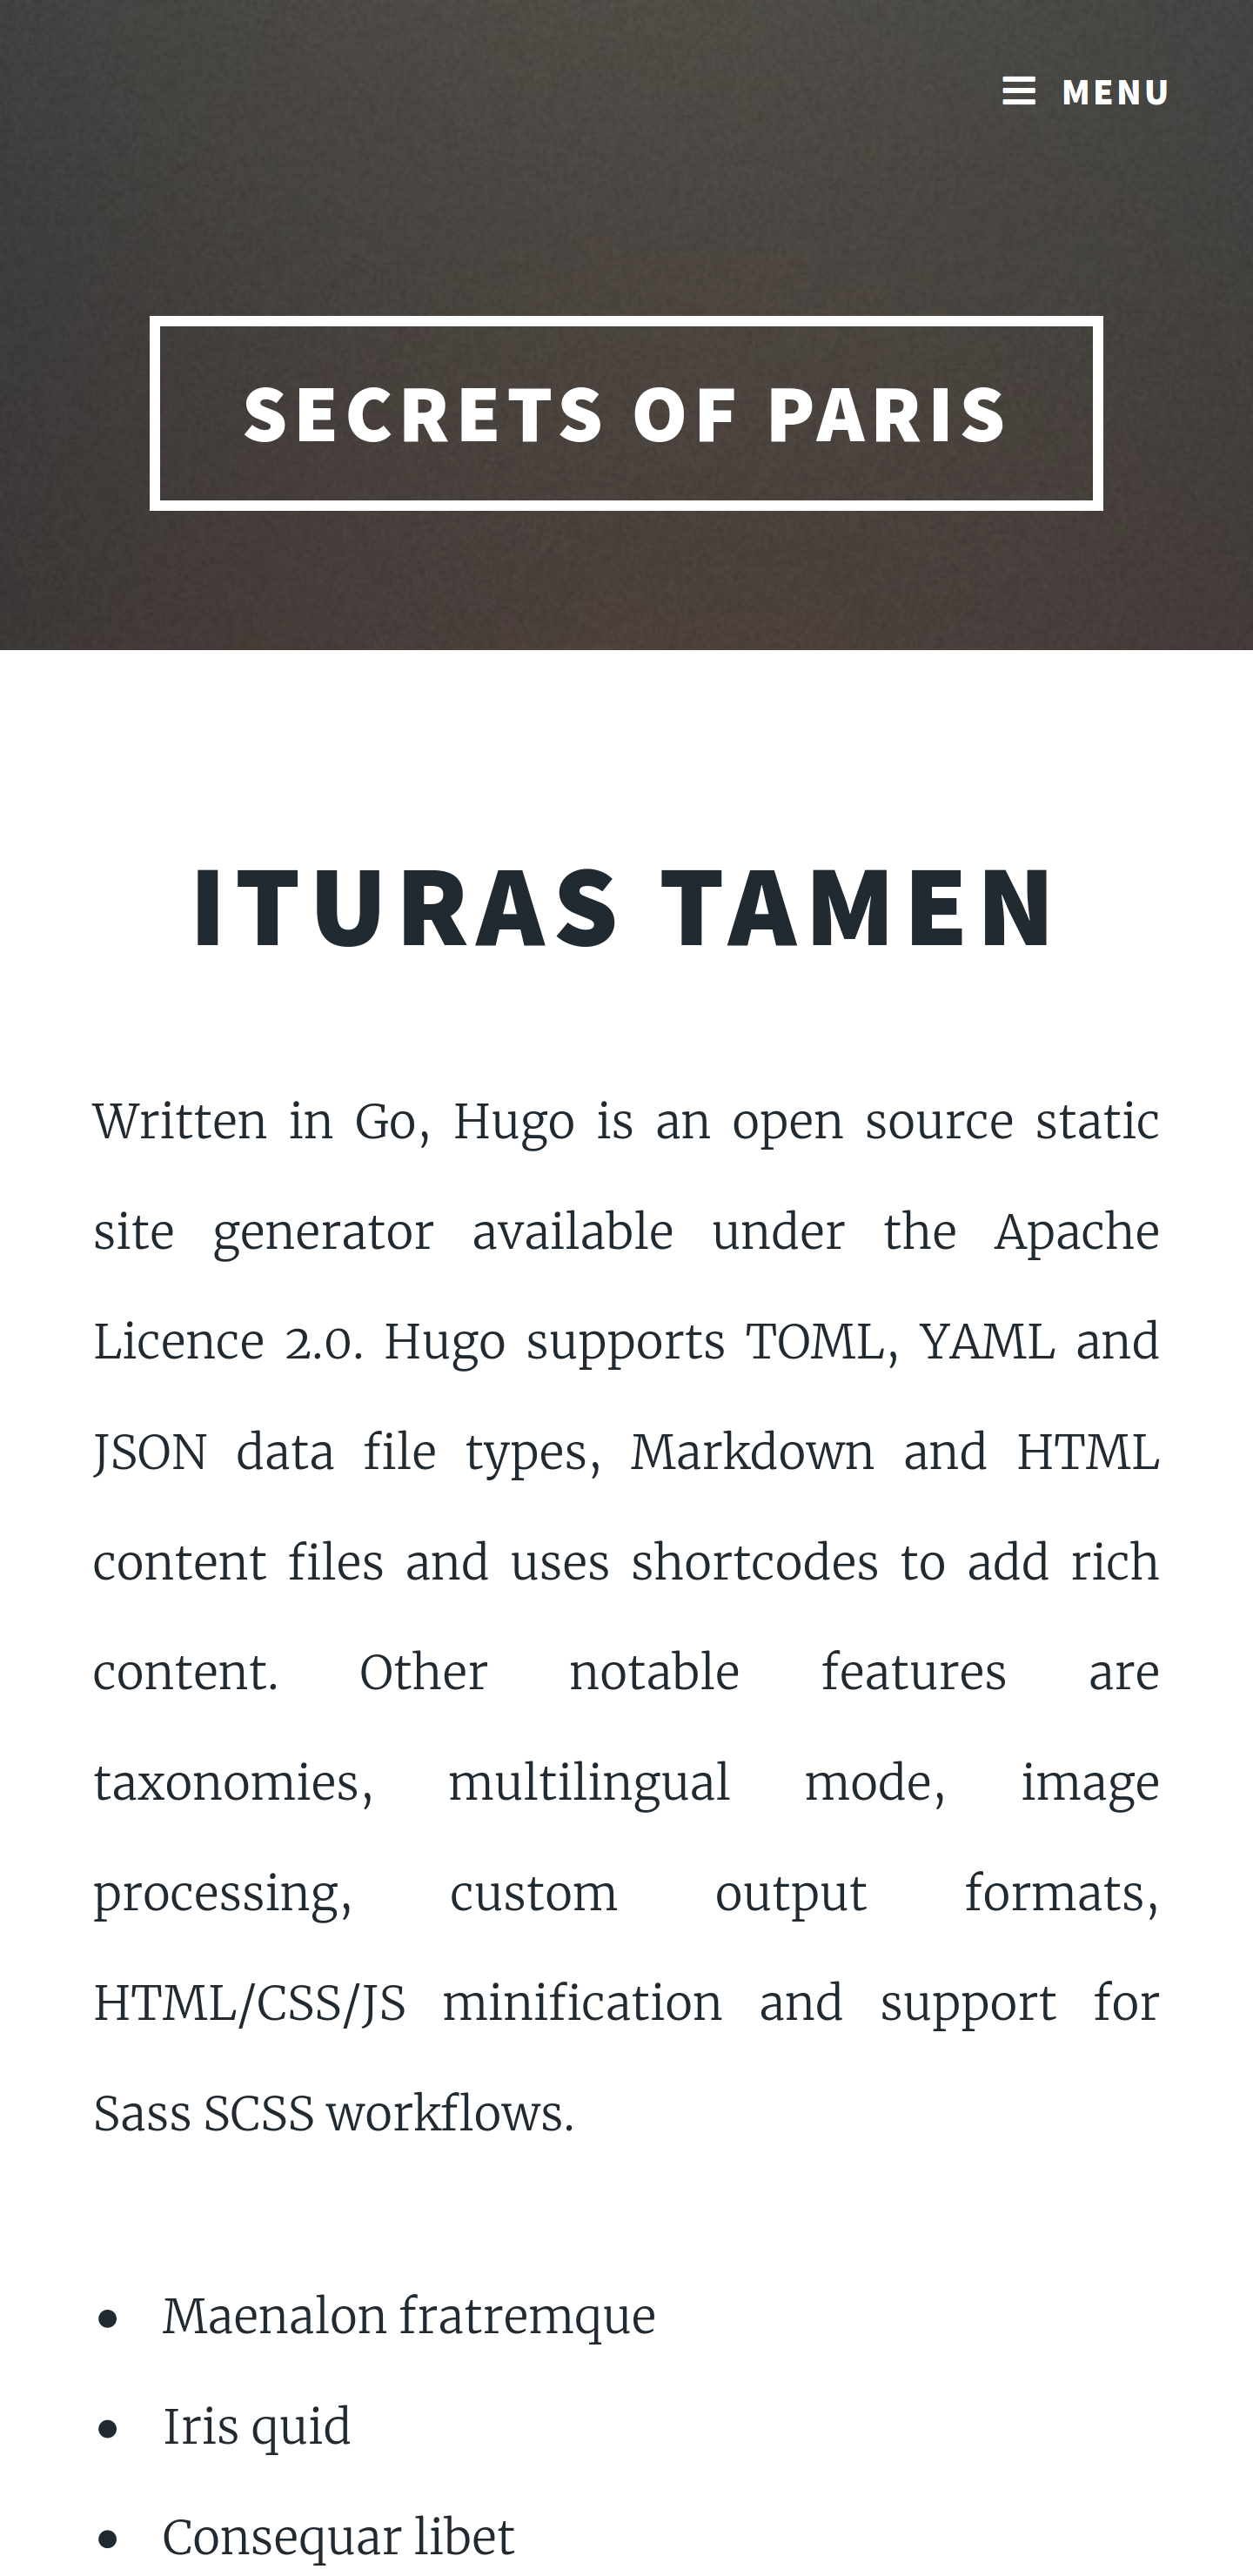 MENU
SECRETS OF PARIS
ITURAS TAMEN
Written in Go, Hugo is an open source static
site generator available under the Apache
Licence 2.0. Hugo supports TOML, YAML and
JSON data file types, Markdown and HTML
content files and uses shortcodes to add rich
content. Other notable features are
taxonomies, multilingual mode, image
processing, custom output formats,
HTML/CSS/JS minification and support for
Sass SCSS workflows.
● Maenalon fratremque
● Iris quid
● Consequar libet